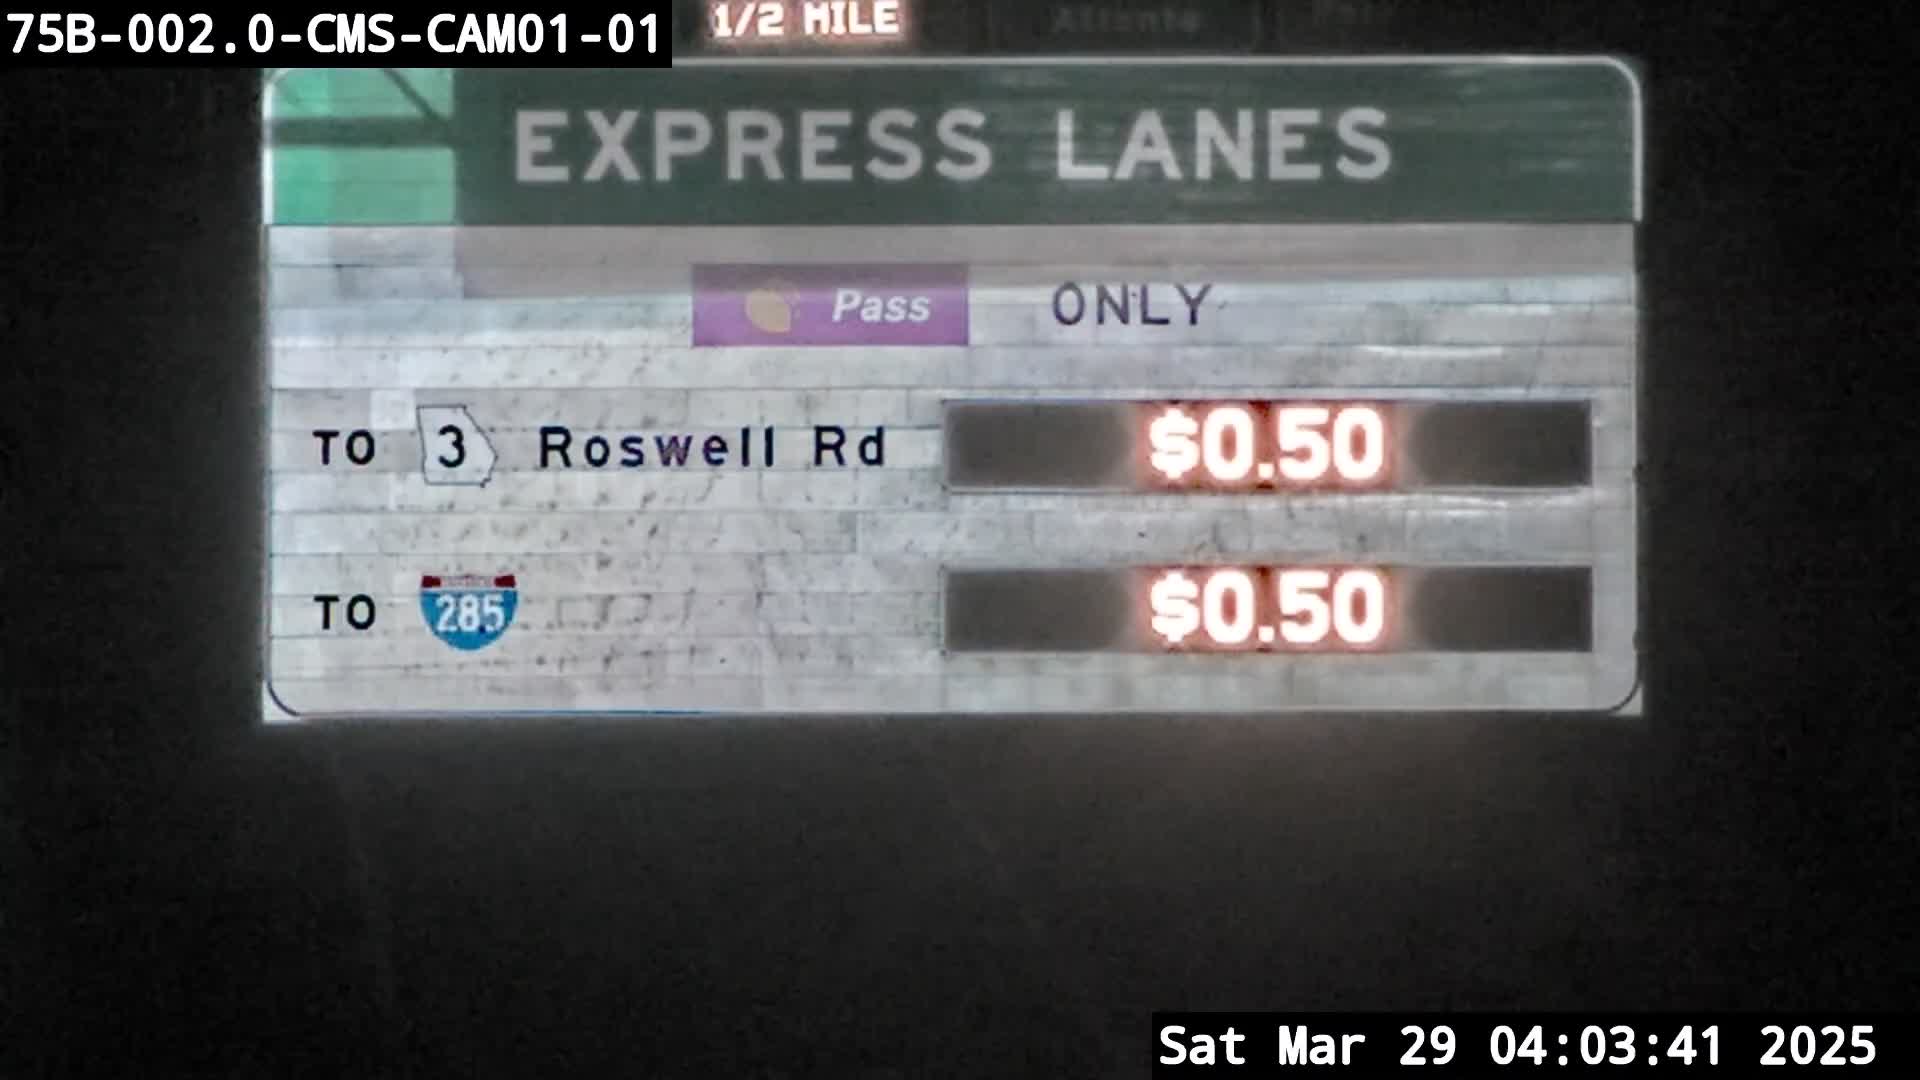 75B-002.0-CMS-CAM01-01
1/2 MILE
EXPRESS LANES
Pass ONLY
TO 3 Roswell Rd $0.50
TO 285 $0.50
Sat Mar 29 04:03:41 2025